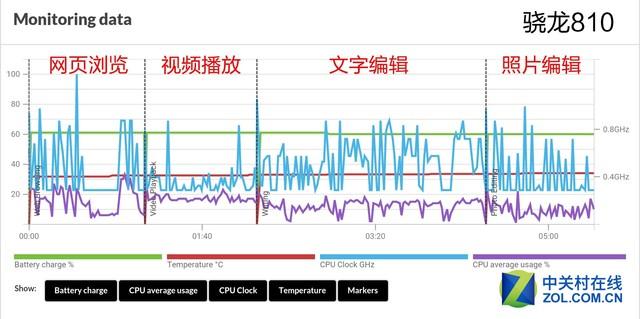 Monitoring data
骁龙810
网页浏览
视频播放
文字编辑
照片编辑
100
80
60
40
20
0.8GHz
0.4GHz
Video Playback
Writing
Photo Editing
00:00
01:40
03:20
05:00
Battery charge %
Temperature °C
CPU Clock GHz
CPU average usage %
Show:
Battery charge
CPU average usage
CPU Clock
Temperature
Markers
Z
中关村在线
ZOL.COM.CN